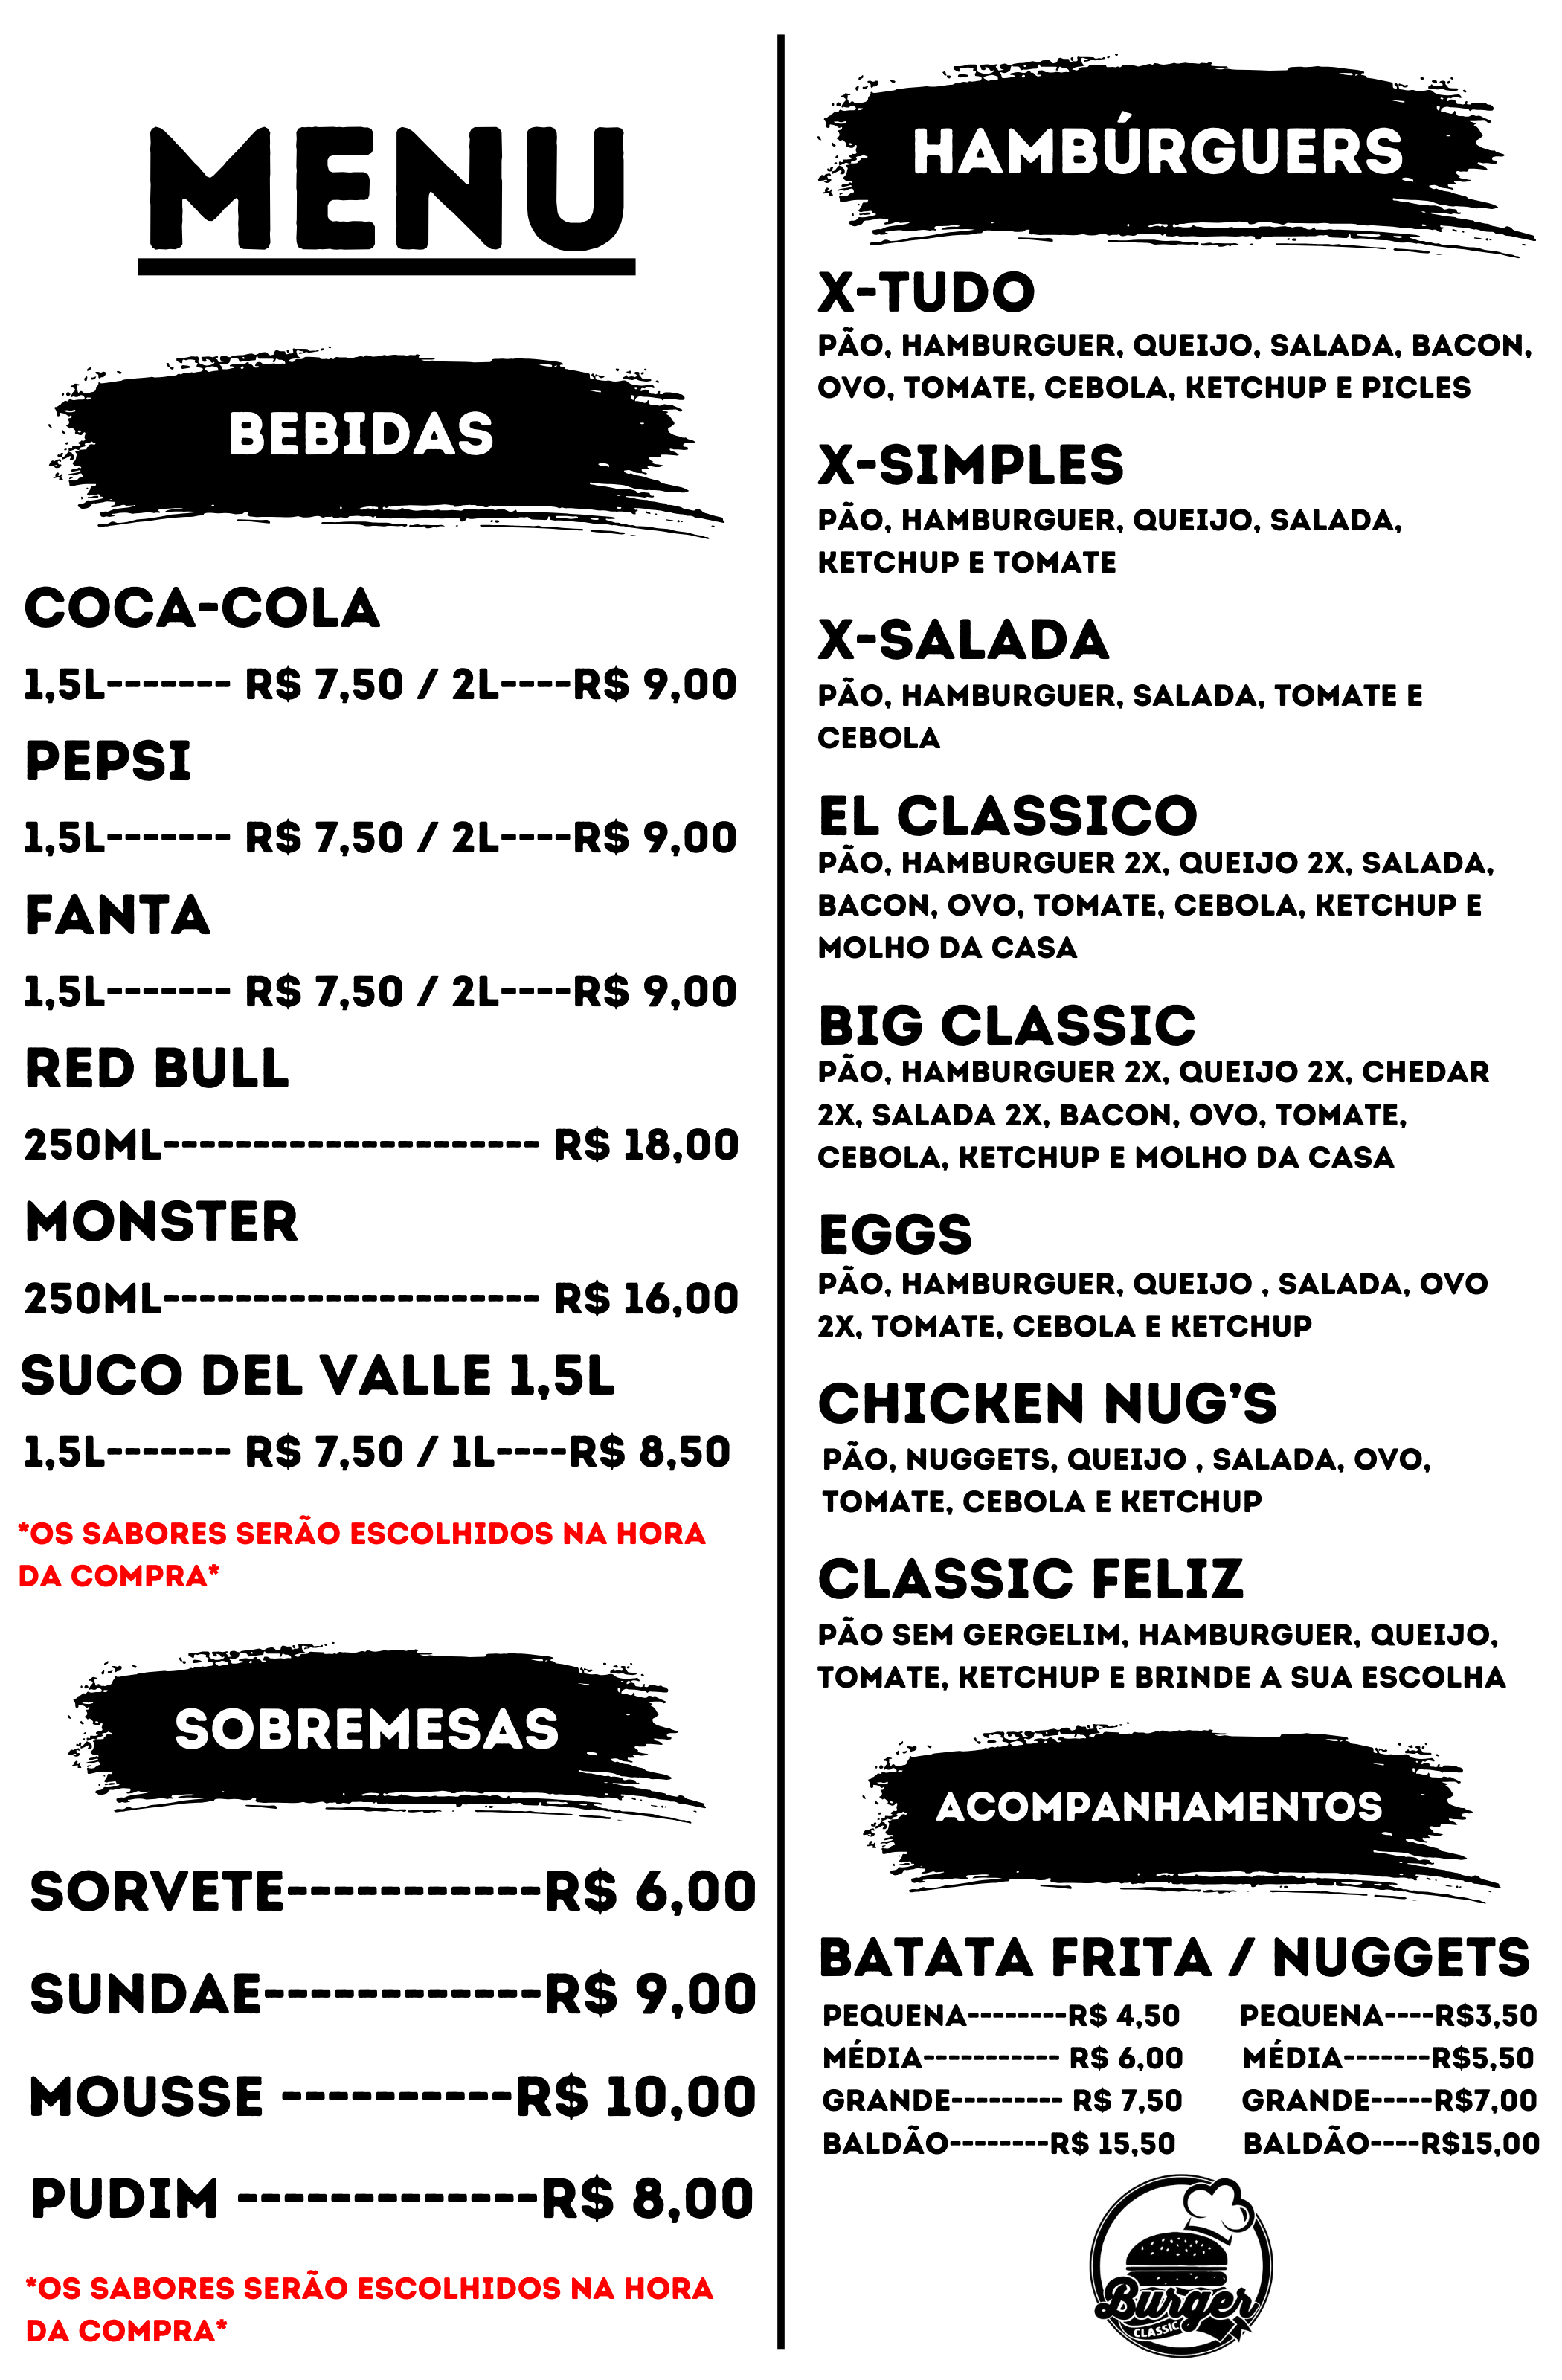 MENU
BEBIDAS
COCA-COLA
1,5L------- R$ 7,50 / 2L----R$ 9,00
PEPSI
1,5L------- R$ 7,50 / 2L----R$ 9,00
FANTA
1,5L------- R$ 7,50 / 2L----R$ 9,00
RED BULL
250ML--------------------- R$ 18,00
MONSTER
250ML--------------------- R$ 16,00
SUCO DEL VALLE 1,5L
1,5L------- R$ 7,50 / 1L----R$ 8,50
*OS SABORES SERÃO ESCOLHIDOS NA HORA
DA COMPRA*
SOBREMESAS
SORVETE-----------R$ 6,00
SUNDAE------------R$ 9,00
MOUSSE ----------R$ 10,00
PUDIM -------------R$ 8,00
*OS SABORES SERÃO ESCOLHIDOS NA HORA
DA COMPRA*
HAMBÚRGUERS
X-TUDO
PÃO, HAMBURGUER, QUEIJO, SALADA, BACON,
OVO, TOMATE, CEBOLA, KETCHUP E PICLES
X-SIMPLES
PÃO, HAMBURGUER, QUEIJO, SALADA,
KETCHUP E TOMATE
X-SALADA
PÃO, HAMBURGUER, SALADA, TOMATE E
CEBOLA
EL CLASSICO
PÃO, HAMBURGUER 2X, QUEIJO 2X, SALADA,
BACON, OVO, TOMATE, CEBOLA, KETCHUP E
MOLHO DA CASA
BIG CLASSIC
PÃO, HAMBURGUER 2X, QUEIJO 2X, CHEDAR
2X, SALADA 2X, BACON, OVO, TOMATE,
CEBOLA, KETCHUP E MOLHO DA CASA
EGGS
PÃO, HAMBURGUER, QUEIJO , SALADA, OVO
2X, TOMATE, CEBOLA E KETCHUP
CHICKEN NUG'S
PÃO, NUGGETS, QUEIJO , SALADA, OVO,
TOMATE, CEBOLA E KETCHUP
CLASSIC FELIZ
PÃO SEM GERGELIM, HAMBURGUER, QUEIJO,
TOMATE, KETCHUP E BRINDE A SUA ESCOLHA
ACOMPANHAMENTOS
BATATA FRITA / NUGGETS
PEQUENA--------R$ 4,50 PEQUENA----R$3,50
MÉDIA----------- R$ 6,00 MÉDIA-------R$5,50
GRANDE--------- R$ 7,50 GRANDE-----R$7,00
BALDÃO--------R$ 15,50 BALDÃO----R$15,00
Burger
CLASSIC